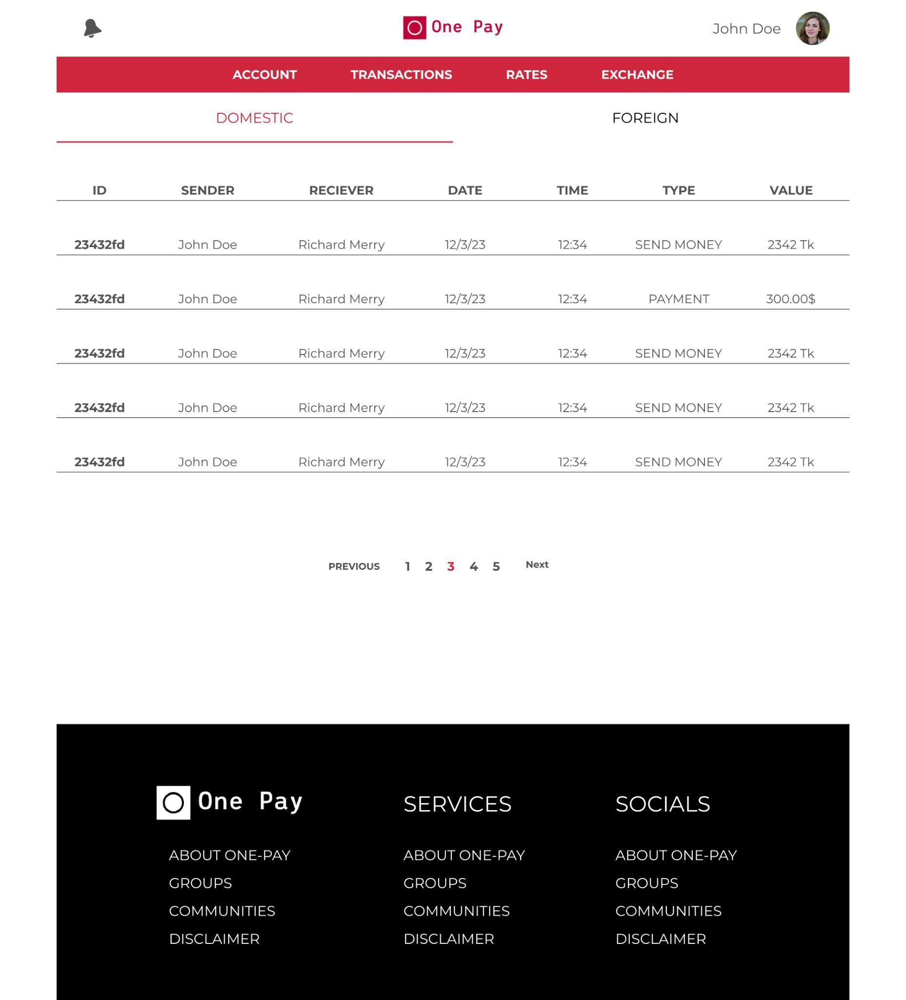 One Pay
John Doe
ACCOUNT TRANSACTIONS RATES EXCHANGE
DOMESTIC FOREIGN
ID SENDER RECIEVER DATE TIME TYPE VALUE
23432fd John Doe Richard Merry 12/3/23 12:34 SEND MONEY 2342 Tk
23432fd John Doe Richard Merry 12/3/23 12:34 PAYMENT 300.00$
23432fd John Doe Richard Merry 12/3/23 12:34 SEND MONEY 2342 Tk
23432fd John Doe Richard Merry 12/3/23 12:34 SEND MONEY 2342 Tk
23432fd John Doe Richard Merry 12/3/23 12:34 SEND MONEY 2342 Tk
PREVIOUS 1 2 3 4 5 Next
One Pay
ABOUT ONE-PAY
GROUPS
COMMUNITIES
DISCLAIMER
SERVICES
ABOUT ONE-PAY
GROUPS
COMMUNITIES
DISCLAIMER
SOCIALS
ABOUT ONE-PAY
GROUPS
COMMUNITIES
DISCLAIMER